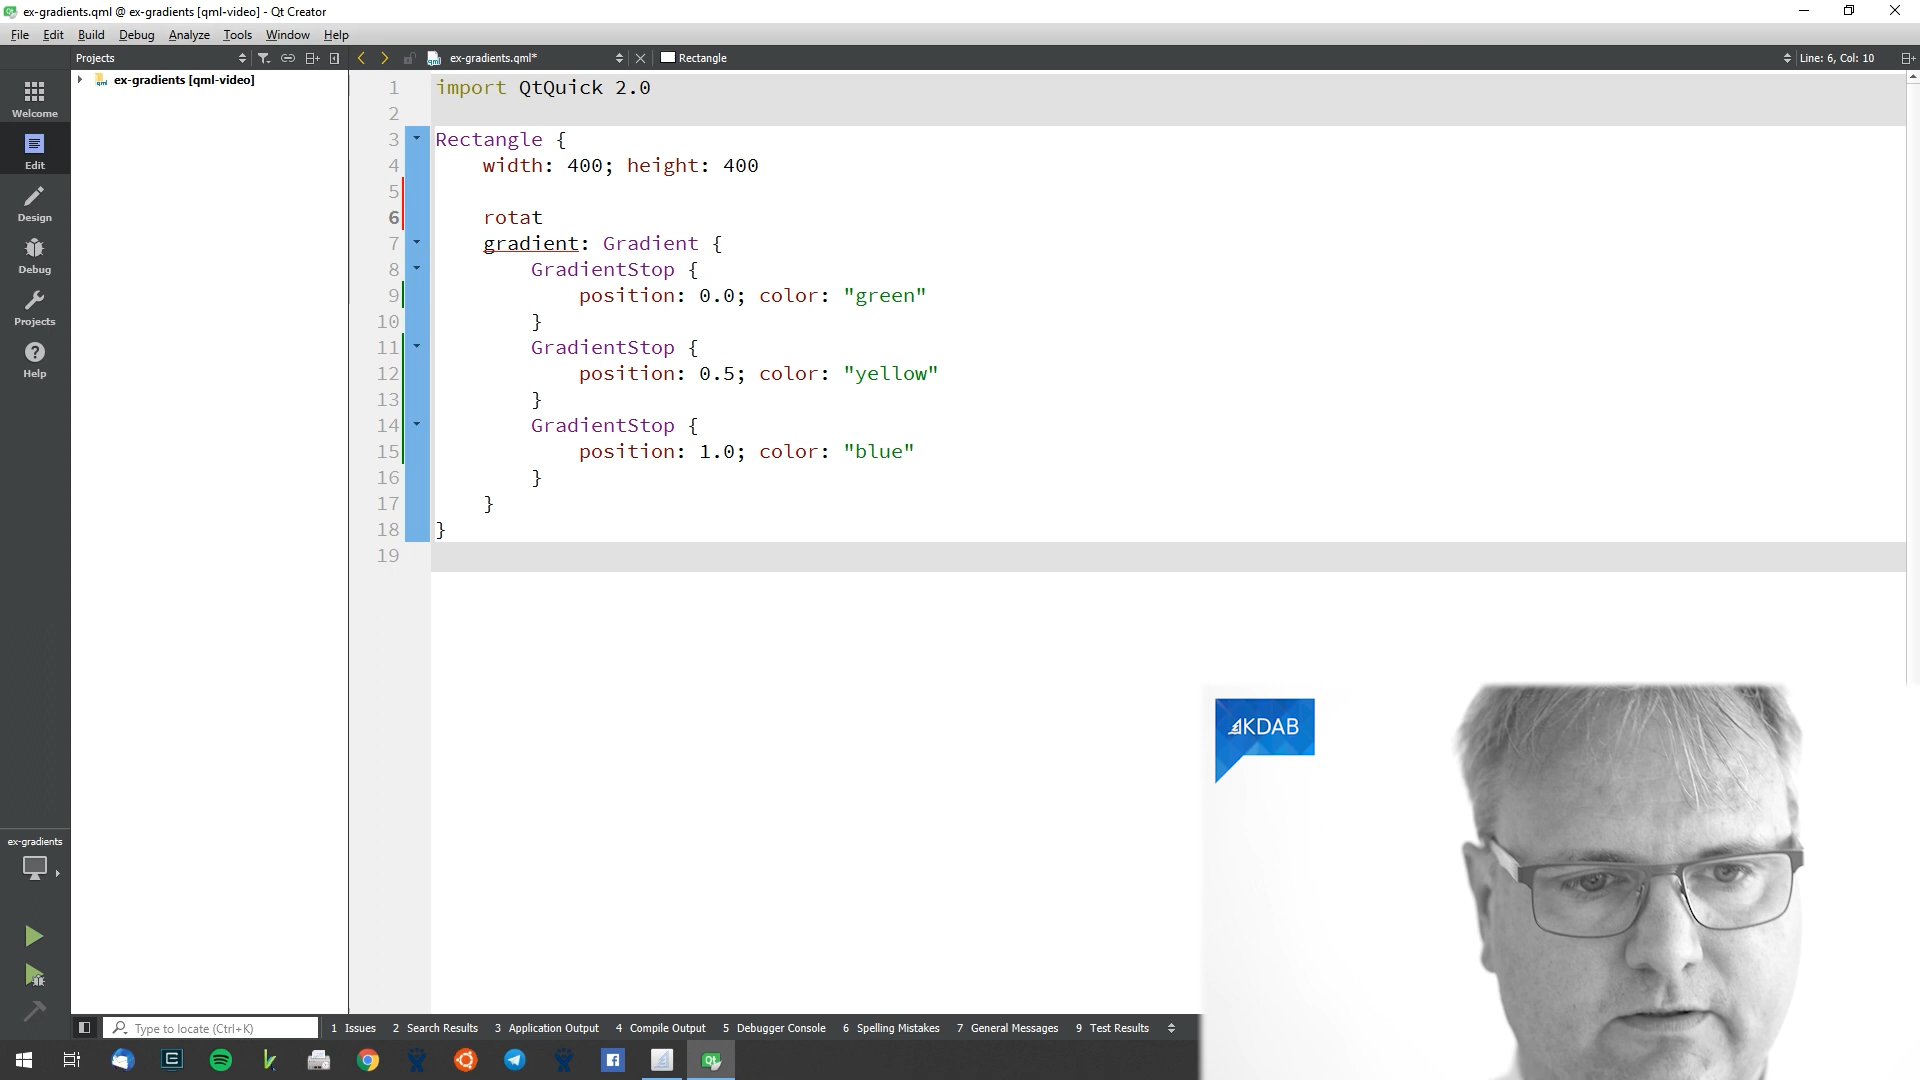 ex-gradients.qml @ ex-gradients [qml-video] - Qt Creator
File Edit Build Debug Analyze Tools Window Help
Projects
ex-gradients.qml*
Rectangle
Line: 6, Col: 10
ex-gradients [qml-video]
Welcome
Edit
Design
Debug
Projects
Help
1 import QtQuick 2.0
2
3 Rectangle {
4 width: 400; height: 400
5
6 rotat
7 gradient: Gradient {
8 GradientStop {
9 position: 0.0; color: "green"
10 }
11 GradientStop {
12 position: 0.5; color: "yellow"
13 }
14 GradientStop {
15 position: 1.0; color: "blue"
16 }
17 }
18 }
19
KDAB
ex-gradients
Type to locate (Ctrl+K)
1 Issues 2 Search Results 3 Application Output 4 Compile Output 5 Debugger Console 6 Spelling Mistakes 7 General Messages 9 Test Results